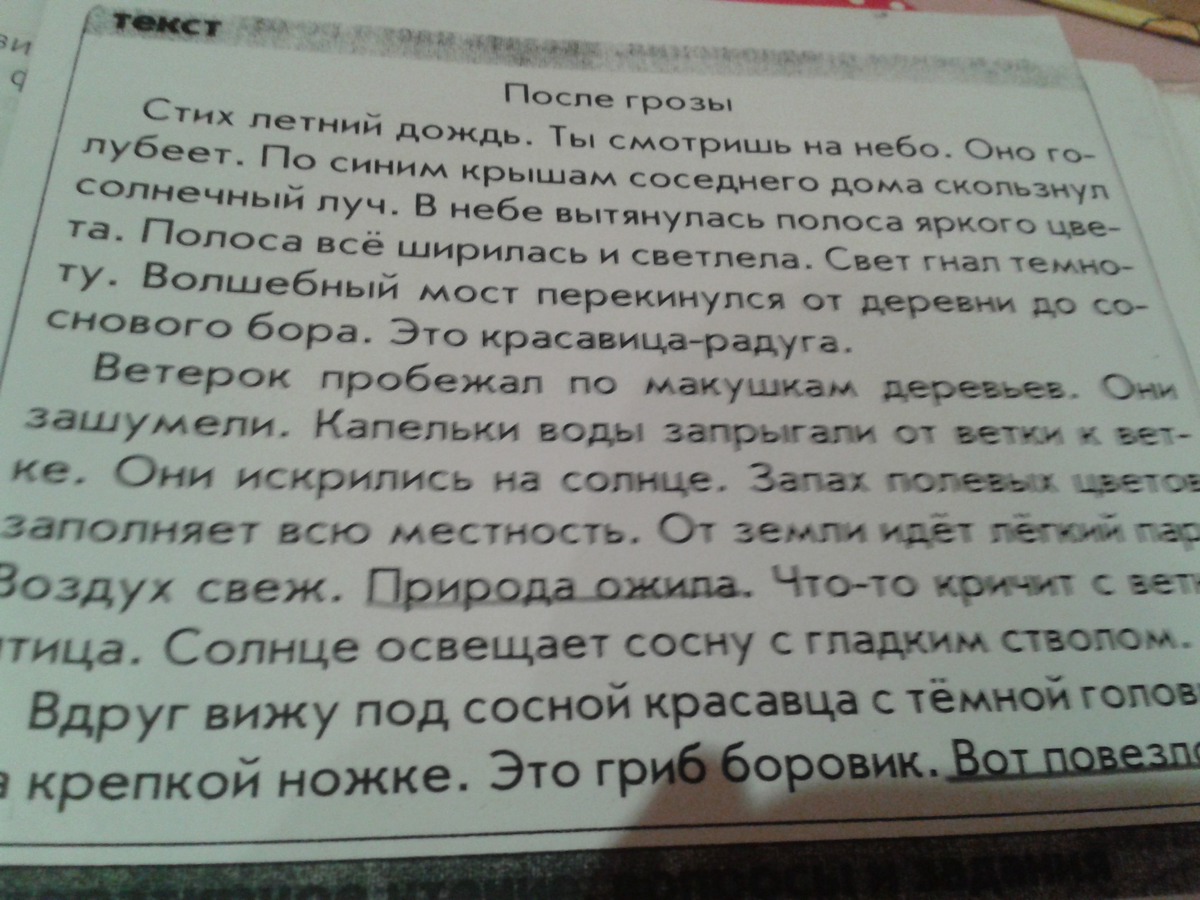 текст
После грозы
Стих летний дождь. Ты смотришь на небо. Оно го-
лубеет. По синим крышам соседнего дома скользнул
солнечный луч. В небе вытянулась полоса яркого цве-
та. Полоса всё ширилась и светлела. Свет гнал темно-
ту. Волшебный мост перекинулся от деревни до со-
снового бора. Это красавица-радуга.
Ветерок пробежал по макушкам деревьев. Они
зашумели. Капельки воды запрыгали от ветки к вет-
ке. Они искрились на солнце. Запах полевых цветов
заполняет всю местность. От земли идёт лёгкий пар
Воздух свеж. Природа ожила. Что-то кричит с ветк
птица. Солнце освещает сосну с гладким стволом.
Вдруг вижу под сосной красавца с тёмной голов
а крепкой ножке. Это гриб боровик. Вот повезло